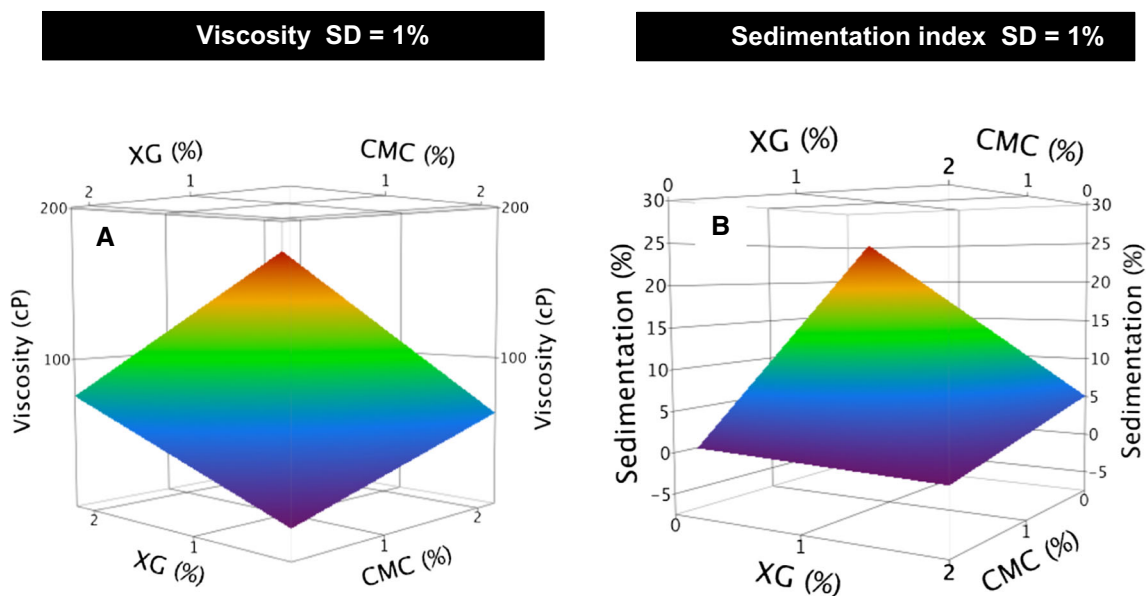 Viscosity SD = 1%
Sedimentation index SD = 1%
XG (%)
CMC (%)
2
1
1
2
200
200
A
Viscosity (cP)
Viscosity (cP)
100
100
2
1
1
2
XG (%)
CMC (%)
XG (%)
CMC (%)
0
1
2
1
0
30
30
B
25
25
20
20
15
15
10
10
5
5
0
0
-5
-5
Sedimentation (%)
Sedimentation (%)
0
1
2
1
0
XG (%)
CMC (%)